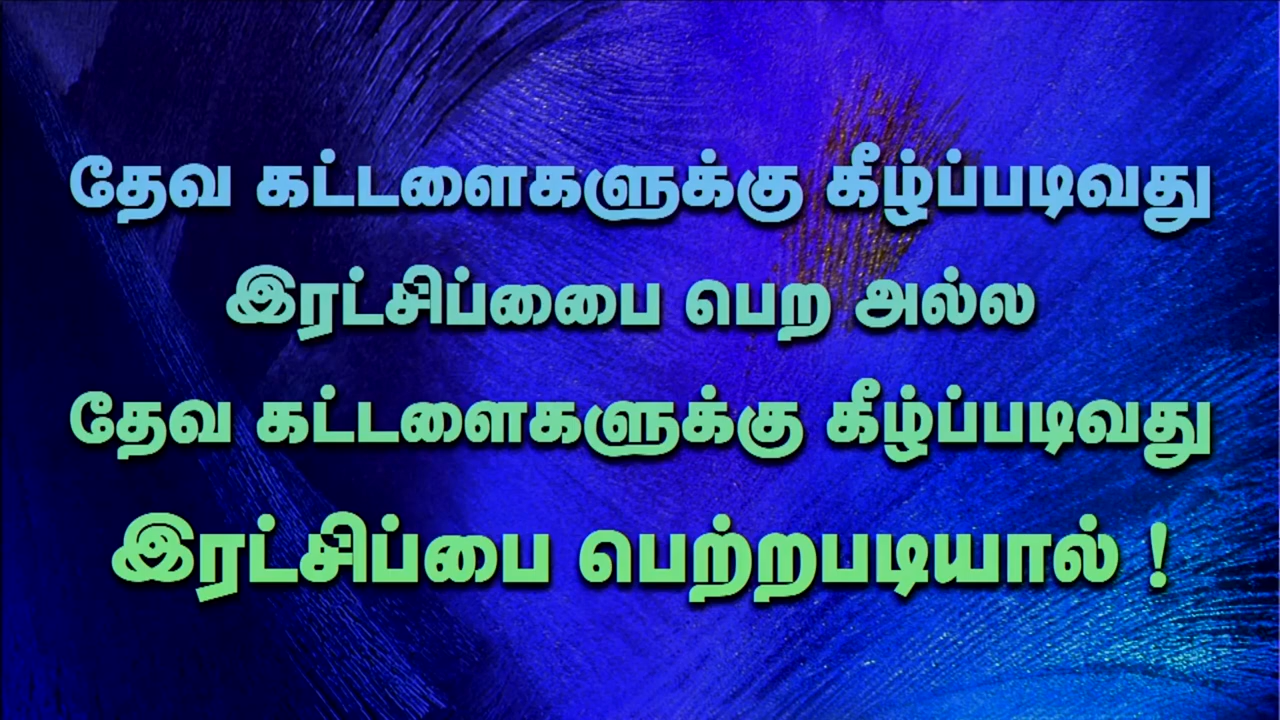 தேவ கட்டளைகளுக்கு கீழ்ப்படிவது
இரட்சிப்பைபை பெற அல்ல
தேவ கட்டளைகளுக்கு கீழ்ப்படிவது
இரட்சிப்பை பெற்றபடியால் !